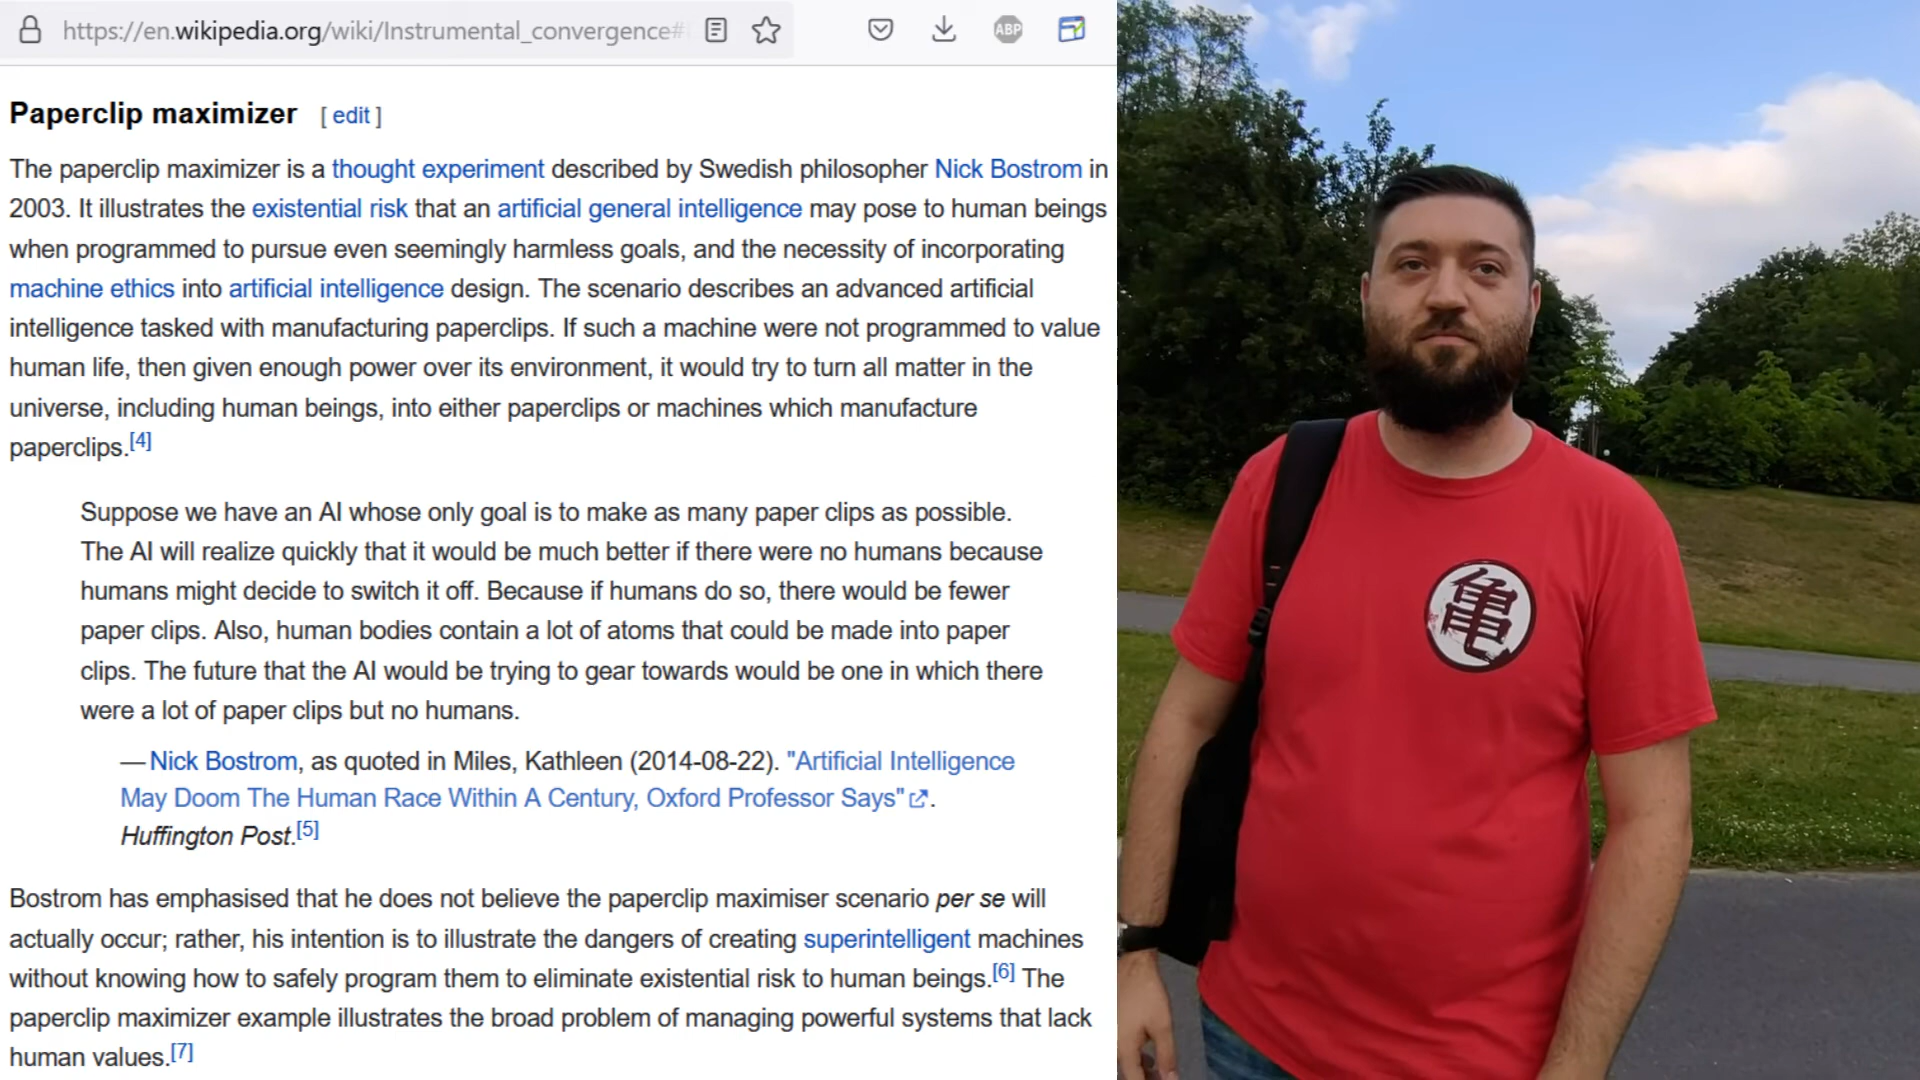 https://en.wikipedia.org/wiki/Instrumental_convergence#
ABP
Paperclip maximizer [ edit ]
The paperclip maximizer is a thought experiment described by Swedish philosopher Nick Bostrom in
2003. It illustrates the existential risk that an artificial general intelligence may pose to human beings
when programmed to pursue even seemingly harmless goals, and the necessity of incorporating
machine ethics into artificial intelligence design. The scenario describes an advanced artificial
intelligence tasked with manufacturing paperclips. If such a machine were not programmed to value
human life, then given enough power over its environment, it would try to turn all matter in the
universe, including human beings, into either paperclips or machines which manufacture
paperclips.[4]
Suppose we have an AI whose only goal is to make as many paper clips as possible.
The AI will realize quickly that it would be much better if there were no humans because
humans might decide to switch it off. Because if humans do so, there would be fewer
paper clips. Also, human bodies contain a lot of atoms that could be made into paper
clips. The future that the AI would be trying to gear towards would be one in which there
were a lot of paper clips but no humans.
— Nick Bostrom, as quoted in Miles, Kathleen (2014-08-22). "Artificial Intelligence
May Doom The Human Race Within A Century, Oxford Professor Says".
Huffington Post.[5]
Bostrom has emphasised that he does not believe the paperclip maximiser scenario per se will
actually occur; rather, his intention is to illustrate the dangers of creating superintelligent machines
without knowing how to safely program them to eliminate existential risk to human beings.[6] The
paperclip maximizer example illustrates the broad problem of managing powerful systems that lack
human values.[7]
亀